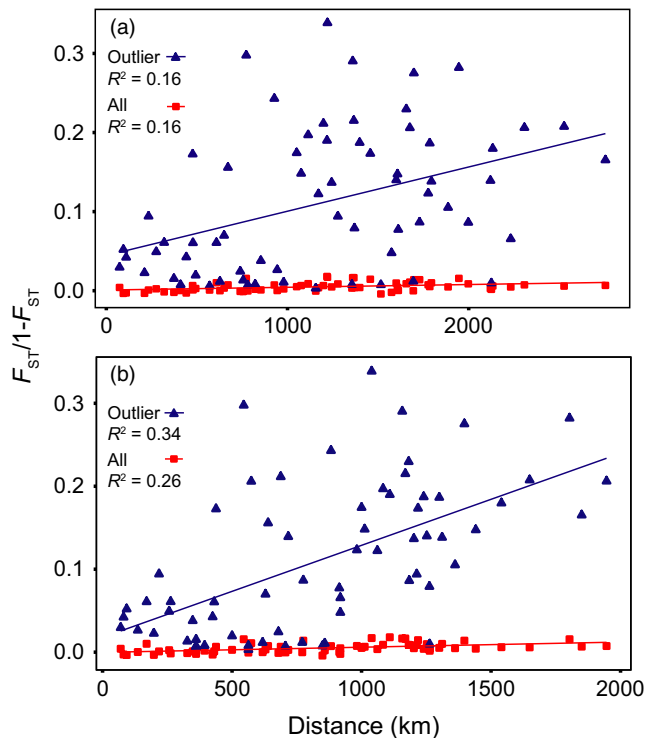 (a)
Outlier
R² = 0.16
All
R² = 0.16
0.3
0.2
0.1
0.0
0
1000
2000
F_ST/1-F_ST
(b)
Outlier
R² = 0.34
All
R² = 0.26
0.3
0.2
0.1
0.0
0
500
1000
1500
2000
Distance (km)